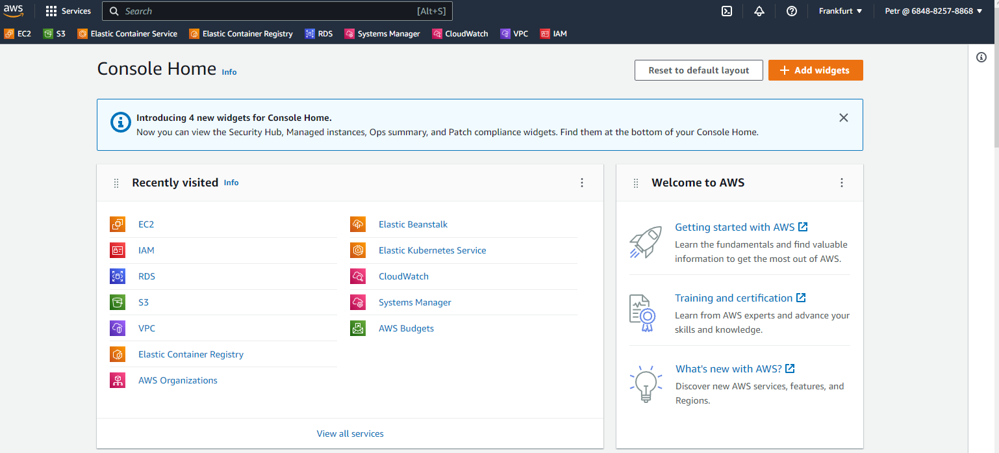 aws
Services
Search
[Alt+S]
Frankfurt
Petr @ 6848-8257-8868
EC2
S3
Elastic Container Service
Elastic Container Registry
RDS
Systems Manager
CloudWatch
VPC
IAM
Console Home Info
Reset to default layout
Add widgets
Introducing 4 new widgets for Console Home.
Now you can view the Security Hub, Managed instances, Ops summary, and Patch compliance widgets. Find them at the bottom of your Console Home.
Recently visited Info
EC2
IAM
RDS
S3
VPC
Elastic Container Registry
AWS Organizations
Elastic Beanstalk
Elastic Kubernetes Service
CloudWatch
Systems Manager
AWS Budgets
View all services
Welcome to AWS
Getting started with AWS
Learn the fundamentals and find valuable
information to get the most out of AWS.
Training and certification
Learn from AWS experts and advance your
skills and knowledge.
What's new with AWS?
Discover new AWS services, features, and
Regions.